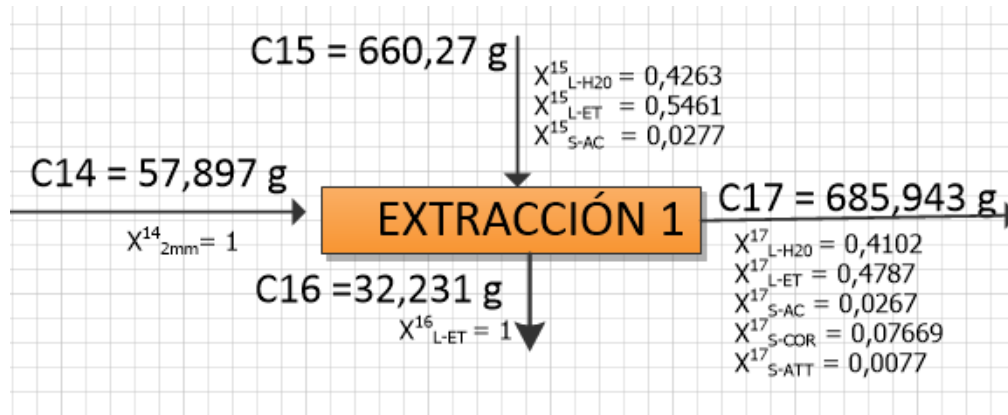 C15 = 660,27 g
X¹⁵L-H20 = 0,4263
X¹⁵L-ET = 0,5461
X¹⁵S-AC = 0,0277
C14 = 57,897 g
X¹⁴2mm= 1
EXTRACCIÓN 1
C17 = 685,943 g
X¹⁷L-H20 = 0,4102
X¹⁷L-ET = 0,4787
X¹⁷S-AC = 0,0267
X¹⁷S-COR = 0,07669
X¹⁷S-ATT = 0,0077
C16 =32,231 g
X¹⁶L-ET = 1